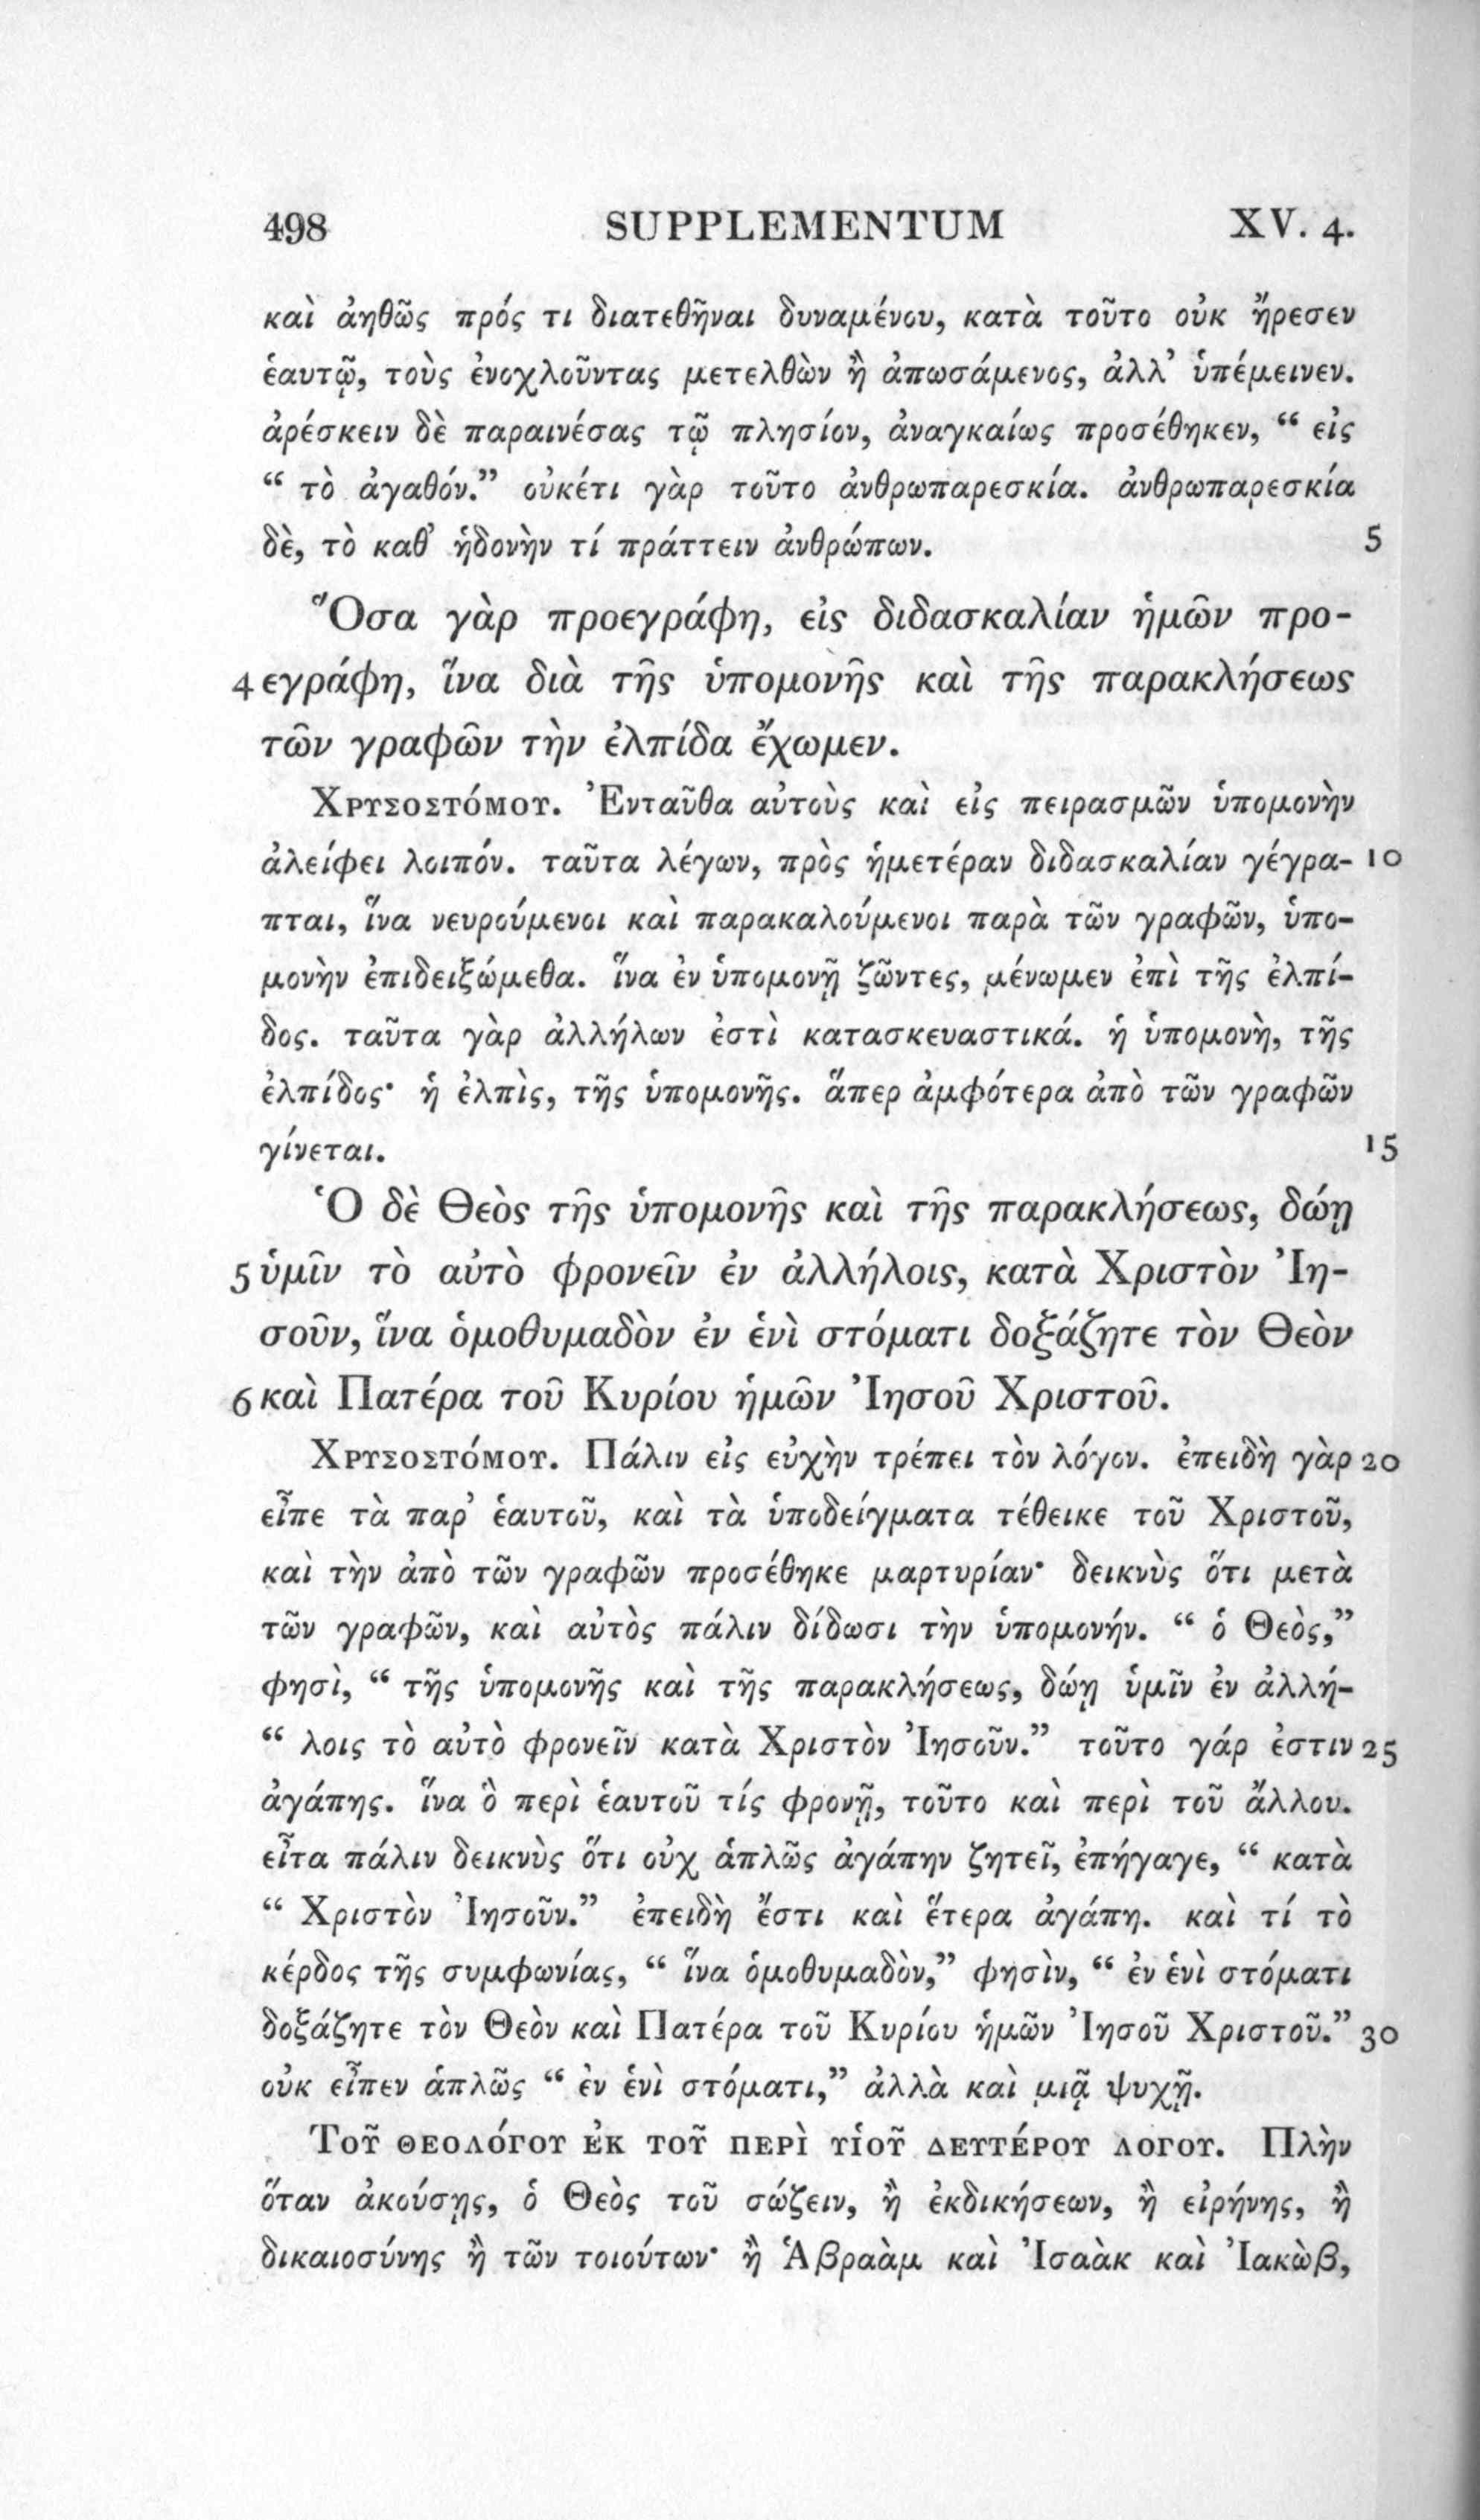 498 SUPPLEMENTUM XV. 4.
καὶ ἀηθῶς πρός τι διατεθῆναι δυναμένου, κατὰ τοῦτο οὐκ ἤρεσεν
ἑαυτῷ, τοὺς ἐνοχλοῦντας μετελθὼν ἢ ἀπωσάμενος, ἀλλ’ ὑπέμεινεν.
ἀρέσκειν δὲ παραινέσας τῷ πλησίον, ἀναγκαίως προσέθηκεν, “ εἰς
“ τὸ ἀγαθόν.” οὐκέτι γὰρ τοῦτο ἀνθρωπαρεσκία. ἀνθρωπαρεσκία
δὲ, τὸ καθ’ ἡδονὴν τί πράττειν ἀνθρώπων. 5
Ὅσα γὰρ προεγράφη, εἰς διδασκαλίαν ἡμῶν προ-
4 εγράφη, ἵνα διὰ τῆς ὑπομονῆς καὶ τῆς παρακλήσεως
τῶν γραφῶν τὴν ἐλπίδα ἔχωμεν.
ΧΡΥΣΟΣΤΌΜΟΥ. Ἐνταῦθα αὐτοὺς καὶ εἰς πειρασμῶν ὑπομονὴν
ἀλείφει λοιπόν. ταῦτα λέγων, πρὸς ἡμετέραν διδασκαλίαν γέγρα- 10
πται, ἵνα νευρούμενοι καὶ παρακαλούμενοι παρὰ τῶν γραφῶν, ὑπο-
μονὴν ἐπιδειξώμεθα. ἵνα ἐν ὑπομονῇ ζῶντες, μένωμεν ἐπὶ τῆς ἐλπί-
δος. ταῦτα γὰρ ἀλλήλων ἐστὶ κατασκευαστικά. ἡ ὑπομονὴ, τῆς
ἐλπίδος· ἡ ἐλπὶς, τῆς ὑπομονῆς. ἅπερ ἀμφότερα ἀπὸ τῶν γραφῶν
γίνεται. 15
Ὁ δὲ Θεὸς τῆς ὑπομονῆς καὶ τῆς παρακλήσεως, δώῃ
5 ὑμῖν τὸ αὐτὸ φρονεῖν ἐν ἀλλήλοις, κατὰ Χριστὸν Ἰη-
σοῦν, ἵνα ὁμοθυμαδὸν ἐν ἑνὶ στόματι δοξάζητε τὸν Θεὸν
6 καὶ Πατέρα τοῦ Κυρίου ἡμῶν Ἰησοῦ Χριστοῦ.
ΧΡΥΣΟΣΤΌΜΟΥ. Πάλιν εἰς εὐχὴν τρέπει τὸν λόγον. ἐπειδὴ γὰρ 20
εἶπε τὰ παρ’ ἑαυτοῦ, καὶ τὰ ὑποδείγματα τέθεικε τοῦ Χριστοῦ,
καὶ τὴν ἀπὸ τῶν γραφῶν προσέθηκε μαρτυρίαν· δεικνὺς ὅτι μετὰ
τῶν γραφῶν, καὶ αὐτὸς πάλιν δίδωσι τὴν ὑπομονήν. “ ὁ Θεὸς,”
φησὶ, “ τῆς ὑπομονῆς καὶ τῆς παρακλήσεως, δώῃ ὑμῖν ἐν ἀλλή-
“ λοις τὸ αὐτὸ φρονεῖν κατὰ Χριστὸν Ἰησοῦν.” τοῦτο γάρ ἐστιν 25
ἀγάπης. ἵνα ὃ περὶ ἑαυτοῦ τίς φρονῇ, τοῦτο καὶ περὶ τοῦ ἄλλου.
εἶτα πάλιν δεικνὺς ὅτι οὐχ ἁπλῶς ἀγάπην ζητεῖ, ἐπήγαγε, “ κατὰ
“ Χριστὸν Ἰησοῦν.” ἐπειδὴ ἔστι καὶ ἕτερα ἀγάπη. καὶ τί τὸ
κέρδος τῆς συμφωνίας, “ ἵνα ὁμοθυμαδὸν,” φησὶν, “ ἐν ἑνὶ στόματι
δοξάζητε τὸν Θεὸν καὶ Πατέρα τοῦ Κυρίου ἡμῶν Ἰησοῦ Χριστοῦ.” 30
οὐκ εἶπεν ἁπλῶς “ ἐν ἑνὶ στόματι,” ἀλλὰ καὶ μιᾷ ψυχῇ.
ΤΟΥ͂ ΘΕΟΛΌΓΟΥ ἘΚ ΤΟΥ͂ ΠΕΡῚ ΥἹΟΥ͂ ΔΕΥΤΈΡΟΥ ΛΟΓΟΥ. Πλὴν
ὅταν ἀκούσῃς, ὁ Θεὸς τοῦ σώζειν, ἢ ἐκδικήσεων, ἢ εἰρήνης, ἢ
δικαιοσύνης ἢ τῶν τοιούτων· ἢ Ἀβραὰμ καὶ Ἰσαὰκ καὶ Ἰακὼβ,